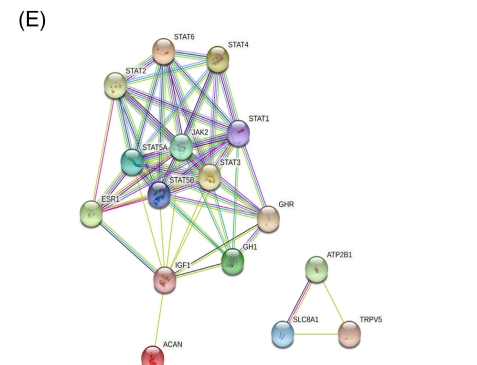 (E)
STAT6
STAT4
STAT2
STAT1
JAK2
STAT5A
STAT3
STAT5B
ESR1
GHR
GH1
ATP2B1
IGF1
SLC8A1
TRPV5
ACAN